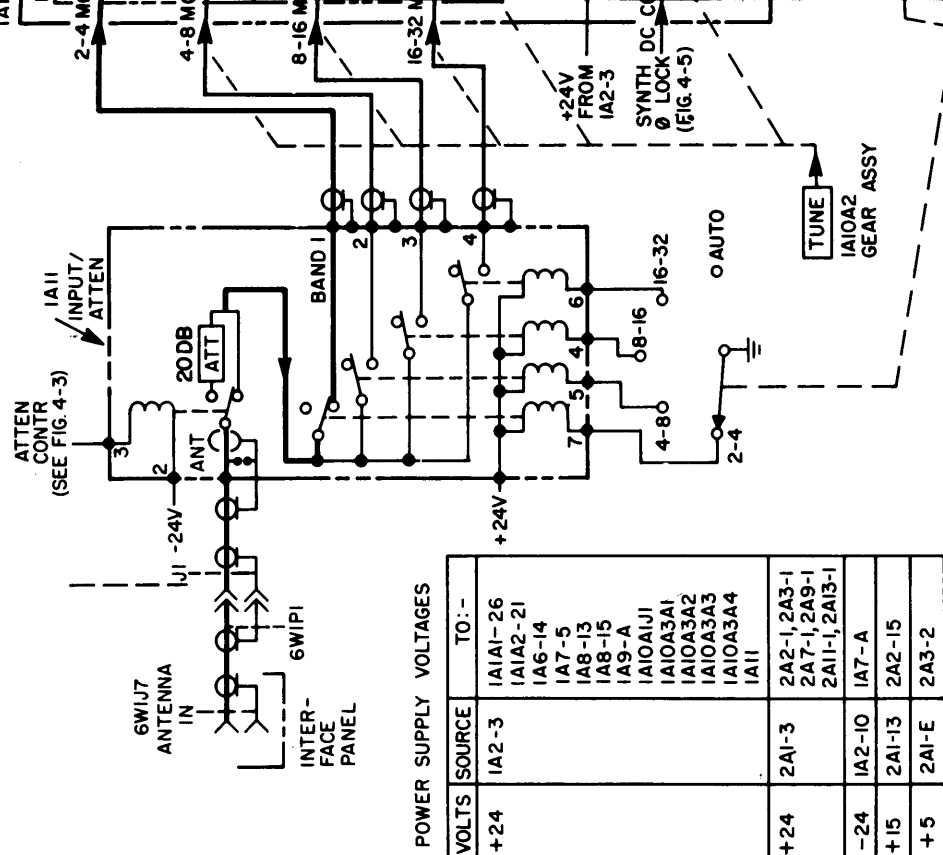 1A1
2-4 M
4-8 M
8-16 M
16-32 M
+24V
FROM
1A2-3
SYNTH DC CO
Ø LOCK
(FIG. 4-5)
TUNE
1A10A2
GEAR ASSY
1A11
INPUT/
ATTEN
ATTEN
CONTR
(SEE FIG. 4-3)
3
2
-24V
ANT
20DB
ATT
BAND 1
2
3
4
7
5
4
6
+24V
2-4
4-8
8-16
16-32
AUTO
J1
6W1P1
6W1J7
ANTENNA
IN
INTER-
FACE
PANEL
POWER SUPPLY VOLTAGES
VOLTS SOURCE TO:-
+24 1A2-3 1A1A1-26
1A1A2-21
1A6-14
1A7-5
1A8-13
1A8-15
1A9-A
1A10A1J1
1A10A3A1
1A10A3A2
1A10A3A3
1A10A3A4
1A11
+24 2A1-3 2A2-1, 2A3-1
2A7-1, 2A9-1
2A11-1, 2A13-1
-24 1A2-10 1A7-A
+15 2A1-13 2A2-15
+5 2A1-E 2A3-2